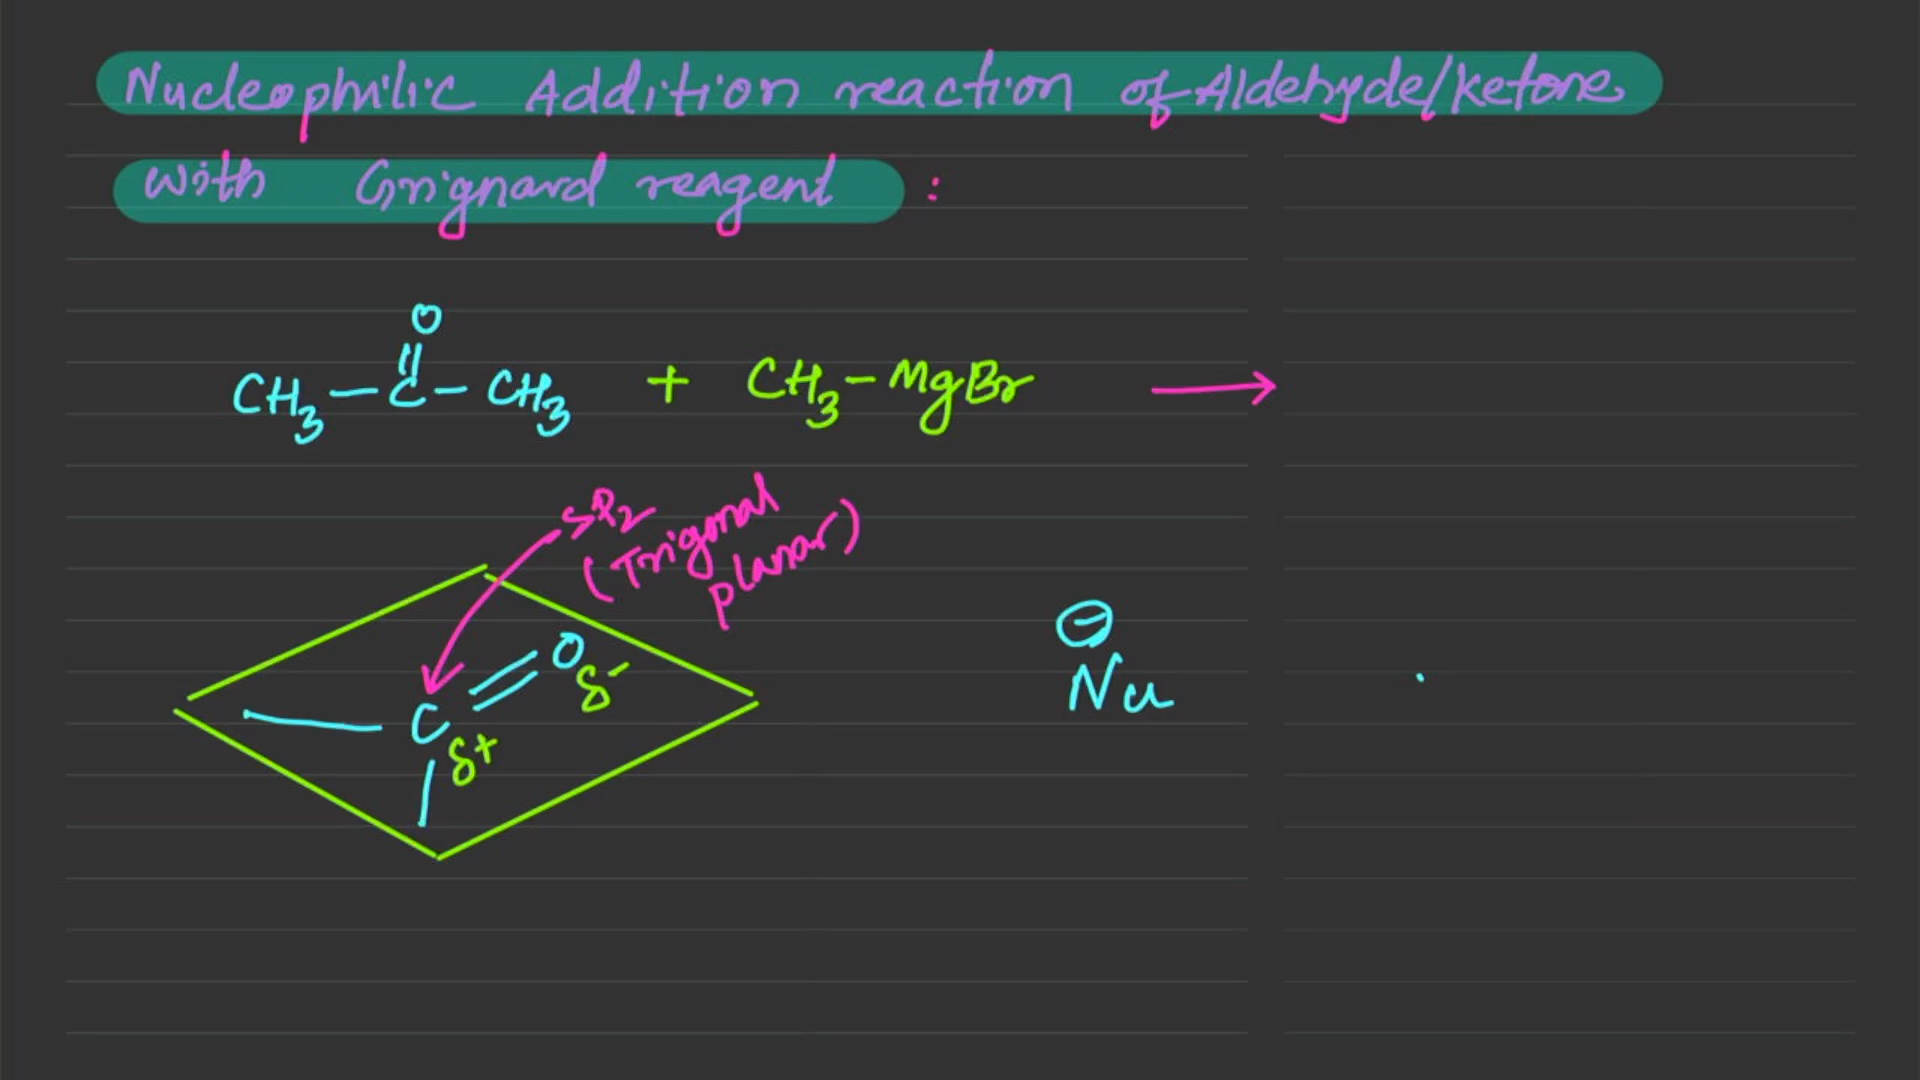 Nucleophilic Addition reaction of Aldehyde/ketone
with Grignard reagent :
O
||
CH₃ — C — CH₃ + CH₃ - MgBr →
SP₂
(Trigonal
planar)
O
δ⁻
C
δ+
⊖
Nu